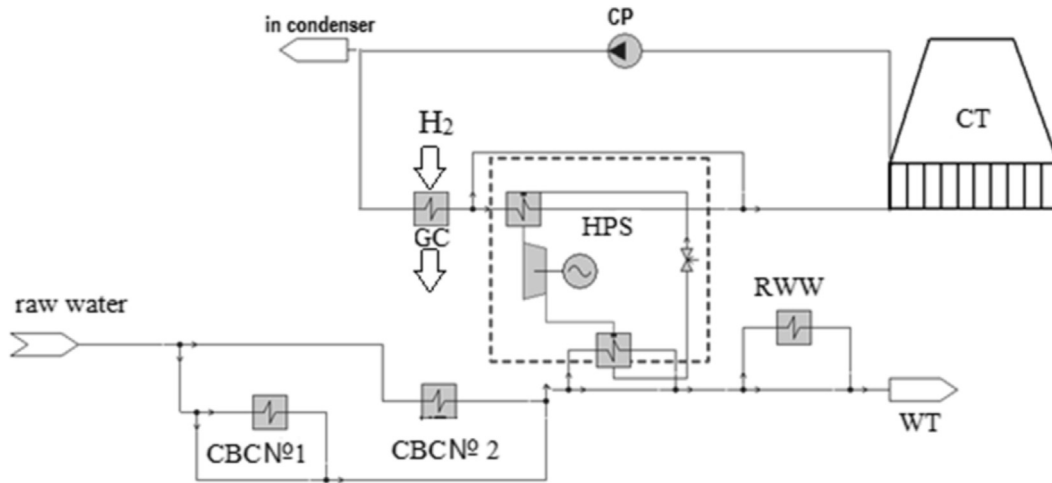 in condenser
CP
CT
H2
HPS
GC
raw water
RWW
CBC№1
CBC№ 2
WT